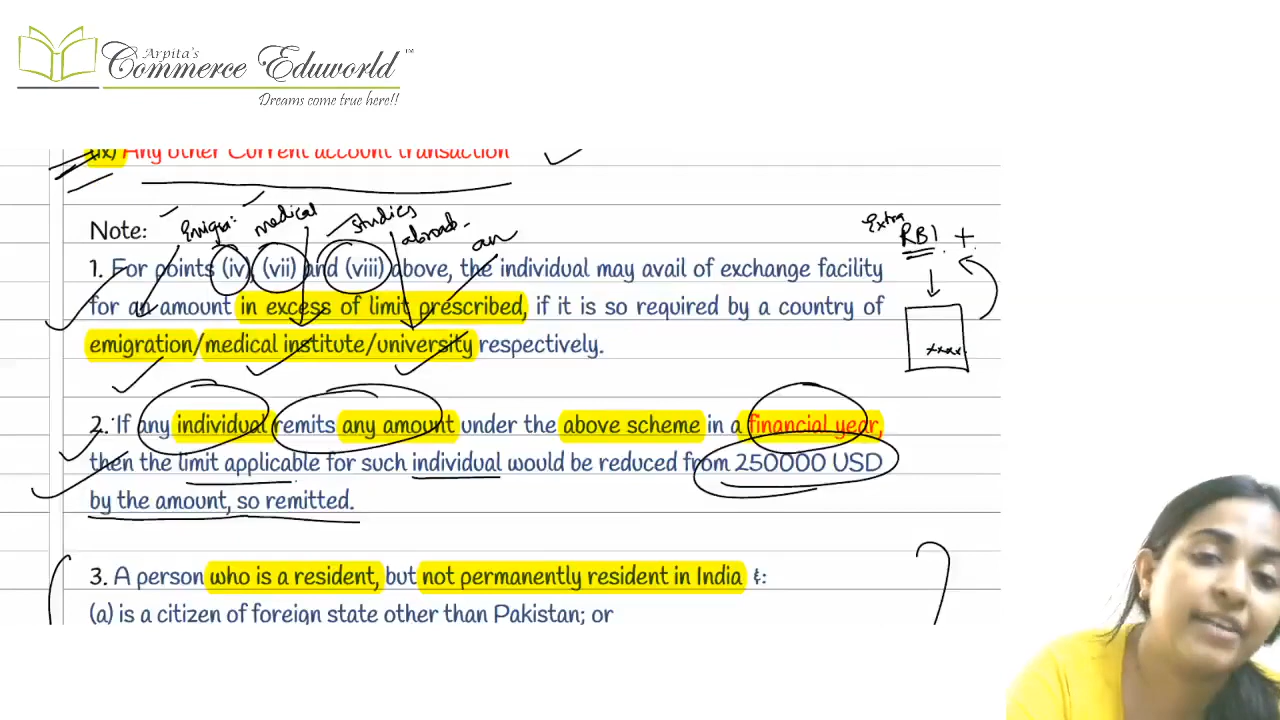 Arpita's
Commerce Eduworld™
Dreams come true here!!
(ix) Any other Current account transaction
Emigra: medical studies abroad
Note:
1. For points (iv), (vii) and (viii) above, the individual may avail of exchange facility
for an amount in excess of limit prescribed, if it is so required by a country of
emigration/medical institute/university respectively.
Extra
RBI +
xxxx
2. If any individual remits any amount under the above scheme in a financial year,
then the limit applicable for such individual would be reduced from 250000 USD
by the amount, so remitted.
3. A person who is a resident, but not permanently resident in India &:
(a) is a citizen of foreign state other than Pakistan; or